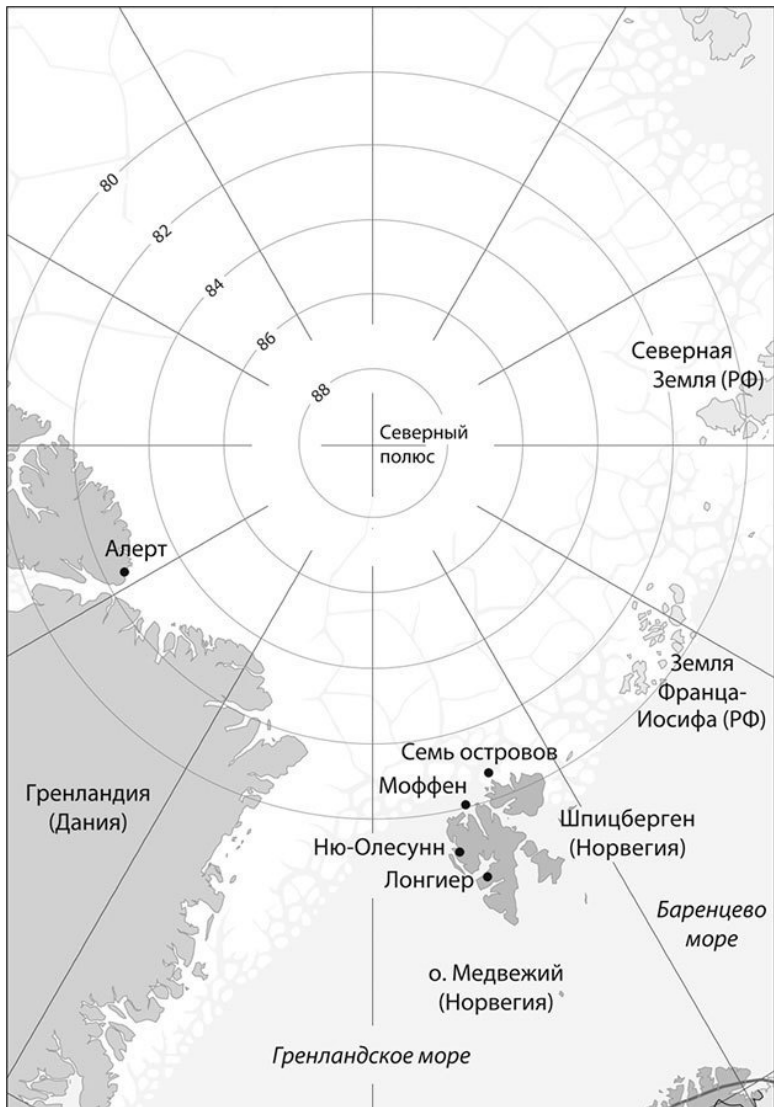 80
82
84
86
88
Северная
Земля (РФ)
Северный
полюс
Алерт
Земля
Франца-
Иосифа (РФ)
Семь островов
Моффен
Гренландия
(Дания)
Шпицберген
(Норвегия)
Ню-Олесунн
Лонгиер
Баренцево
море
о. Медвежий
(Норвегия)
Гренландское море